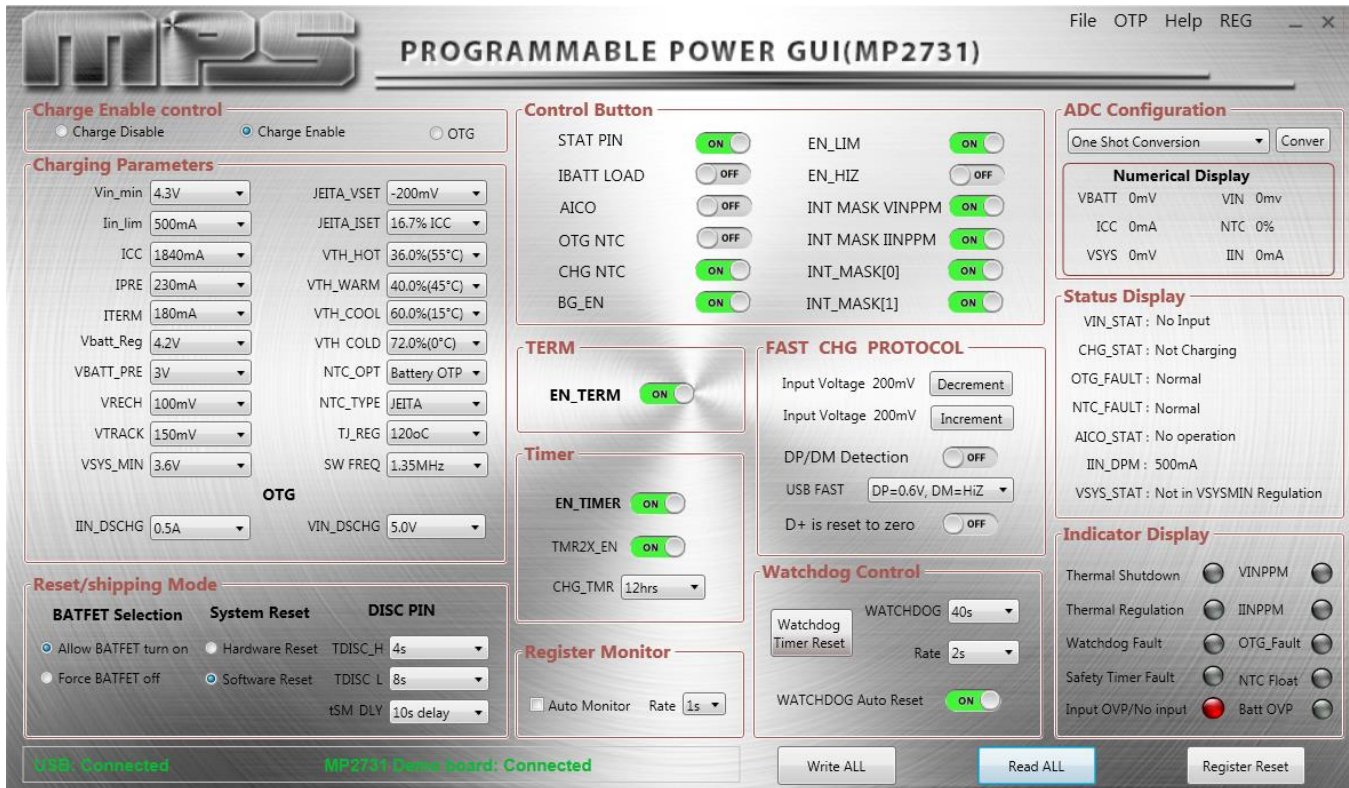 MPS
File OTP Help REG
PROGRAMMABLE POWER GUI(MP2731)
Charge Enable control
Charge Disable Charge Enable OTG
Charging Parameters
Vin_min 4.3V JEITA_VSET -200mV
Iin_lim 500mA JEITA_ISET 16.7% ICC
ICC 1840mA VTH_HOT 36.0%(55°C)
IPRE 230mA VTH_WARM 40.0%(45°C)
ITERM 180mA VTH_COOL 60.0%(15°C)
Vbatt_Reg 4.2V VTH COLD 72.0%(0°C)
VBATT_PRE 3V NTC_OPT Battery OTP
VRECH 100mV NTC_TYPE JEITA
VTRACK 150mV TJ_REG 120oC
VSYS_MIN 3.6V SW FREQ 1.35MHz
OTG
IIN_DSCHG 0.5A VIN_DSCHG 5.0V
Reset/shipping Mode
BATFET Selection System Reset DISC PIN
Allow BATFET turn on Hardware Reset TDISC_H 4s
Force BATFET off Software Reset TDISC L 8s
tSM DLY 10s delay
Control Button
STAT PIN ON EN_LIM ON
IBATT LOAD OFF EN_HIZ OFF
AICO OFF INT MASK VINPPM ON
OTG NTC OFF INT MASK IINPPM ON
CHG NTC ON INT_MASK[0] ON
BG_EN ON INT_MASK[1] ON
TERM
EN_TERM ON
Timer
EN_TIMER ON
TMR2X_EN ON
CHG_TMR 12hrs
Register Monitor
Auto Monitor Rate 1s
FAST CHG PROTOCOL
Input Voltage 200mV Decrement
Input Voltage 200mV Increment
DP/DM Detection OFF
USB FAST DP=0.6V, DM=HiZ
D+ is reset to zero OFF
Watchdog Control
Watchdog Timer Reset WATCHDOG 40s
Rate 2s
WATCHDOG Auto Reset ON
ADC Configuration
One Shot Conversion Conver
Numerical Display
VBATT 0mV VIN 0mv
ICC 0mA NTC 0%
VSYS 0mV IIN 0mA
Status Display
VIN_STAT : No Input
CHG_STAT : Not Charging
OTG_FAULT : Normal
NTC_FAULT : Normal
AICO_STAT : No operation
IIN_DPM : 500mA
VSYS_STAT : Not in VSYSMIN Regulation
Indicator Display
Thermal Shutdown VINPPM
Thermal Regulation IINPPM
Watchdog Fault OTG_Fault
Safety Timer Fault NTC Float
Input OVP/No input Batt OVP
USB: Connected MP2731 Demo board: Connected
Write ALL Read ALL Register Reset